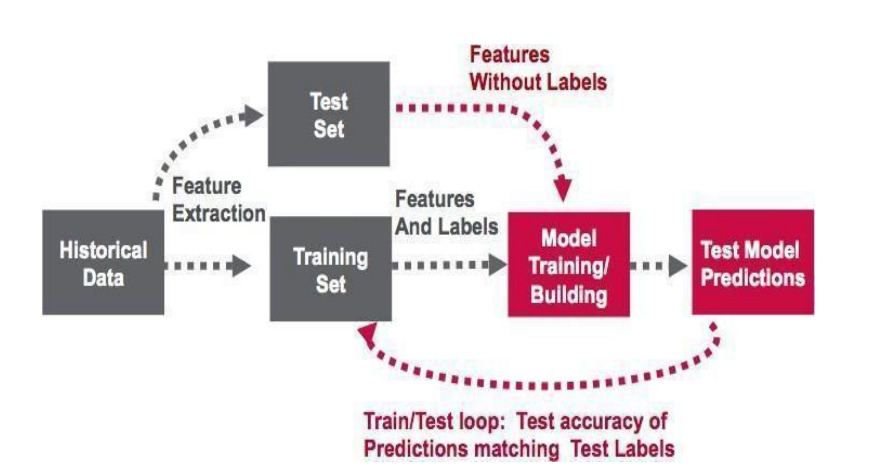 Features
Without Labels
Test
Set
Feature
Extraction
Features
And Labels
Historical
Data
Training
Set
Model
Training/
Building
Test Model
Predictions
Train/Test loop: Test accuracy of
Predictions matching Test Labels